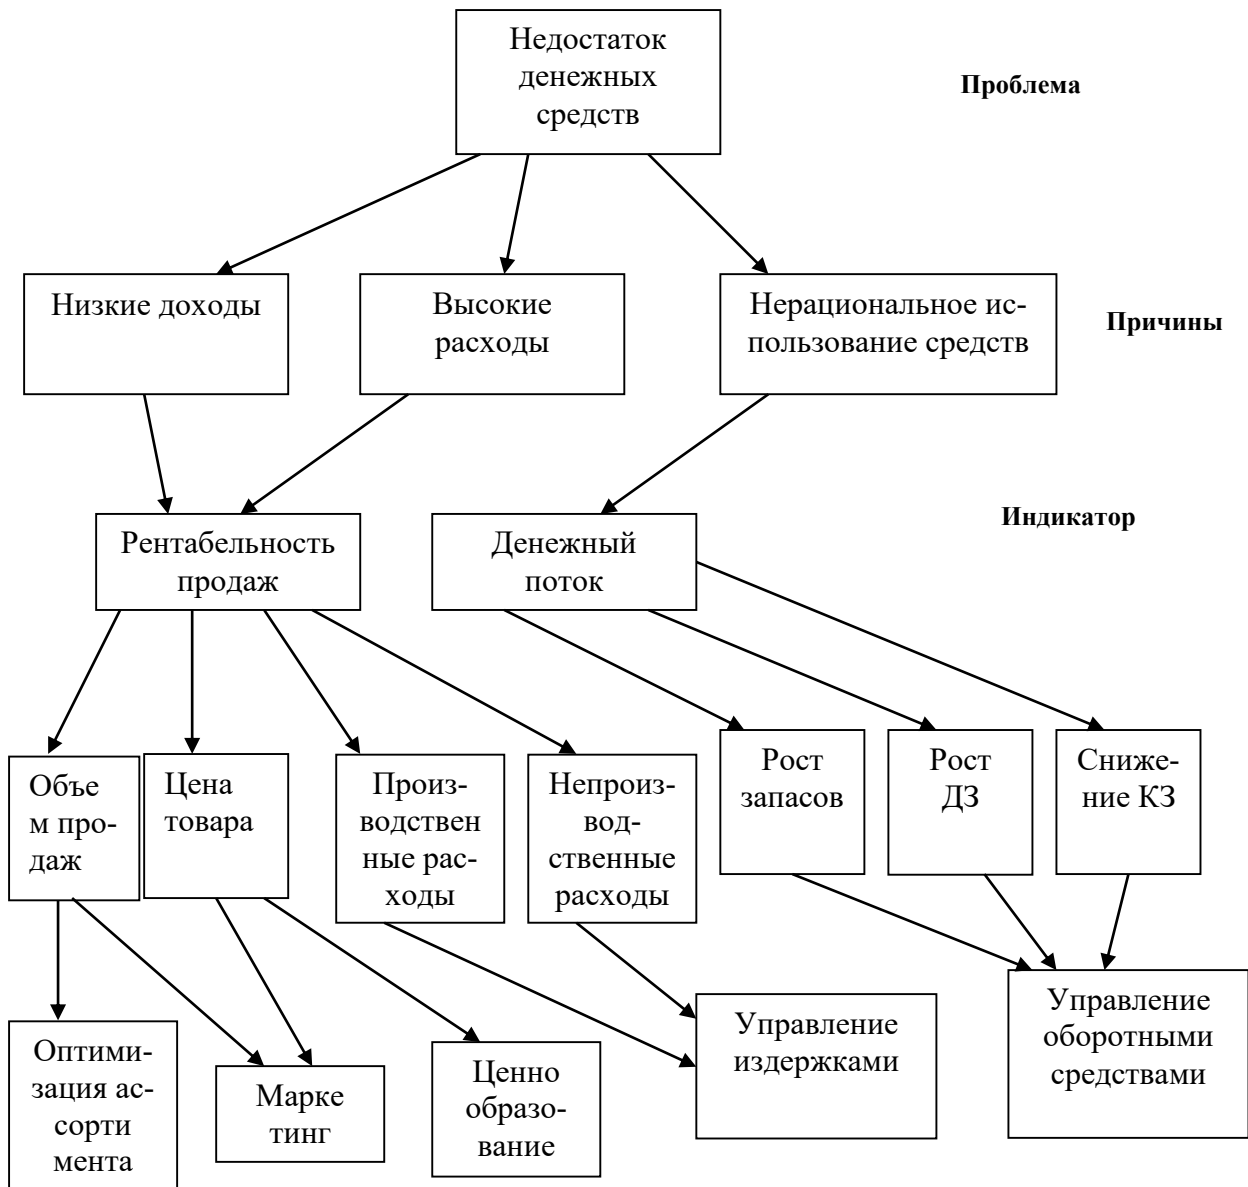 Недостаток
денежных
средств
Проблема
Низкие доходы
Высокие
расходы
Нерациональное ис-
пользование средств
Причины
Рентабельность
продаж
Денежный
поток
Индикатор
Объе
м про-
даж
Цена
товара
Произ-
водствен
ные рас-
ходы
Непроиз-
вод-
ственные
расходы
Рост
запасов
Рост
ДЗ
Сниже-
ние КЗ
Оптими-
зация ас-
сорти
мента
Марке
тинг
Ценно
образо-
вание
Управление
издержками
Управление
оборотными
средствами